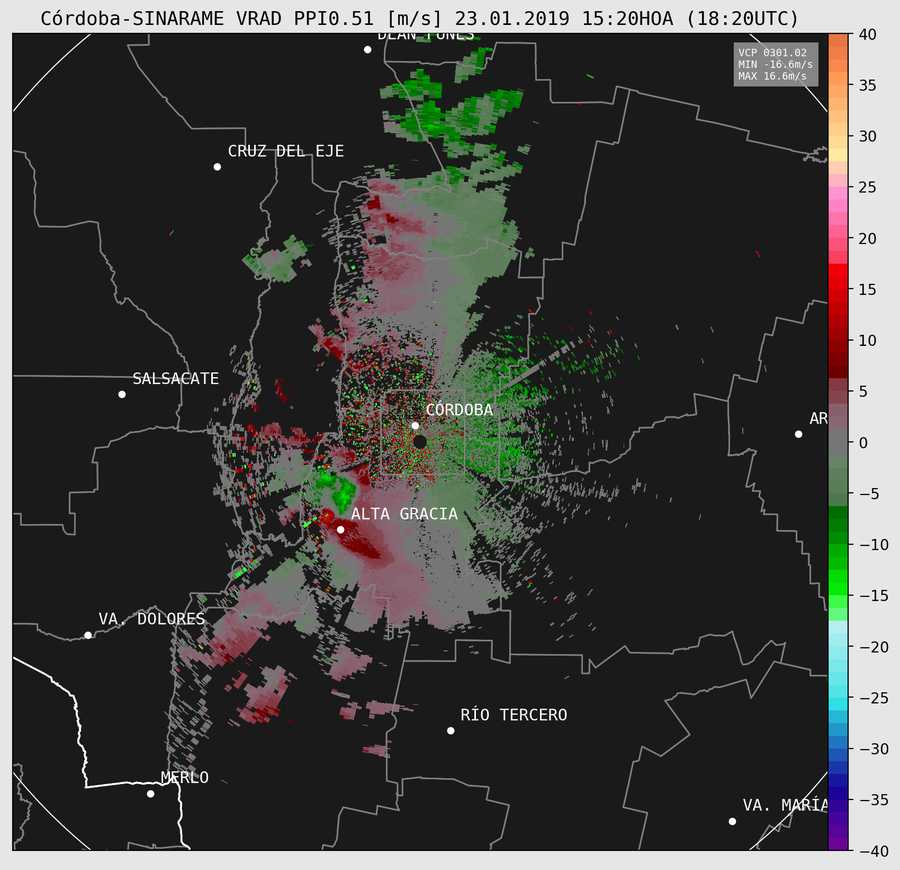 Córdoba-SINARAME VRAD PPI0.51 [m/s] 23.01.2019 15:20HOA (18:20UTC)
DEAN FUNES
VCP 0301.02
MIN -16.6m/s
MAX 16.6m/s
CRUZ DEL EJE
SALSACATE
CÓRDOBA
AR
ALTA GRACIA
VA. DOLORES
RÍO TERCERO
MERLO
VA. MARÍA
40
35
30
25
20
15
10
5
0
−5
−10
−15
−20
−25
−30
−35
−40